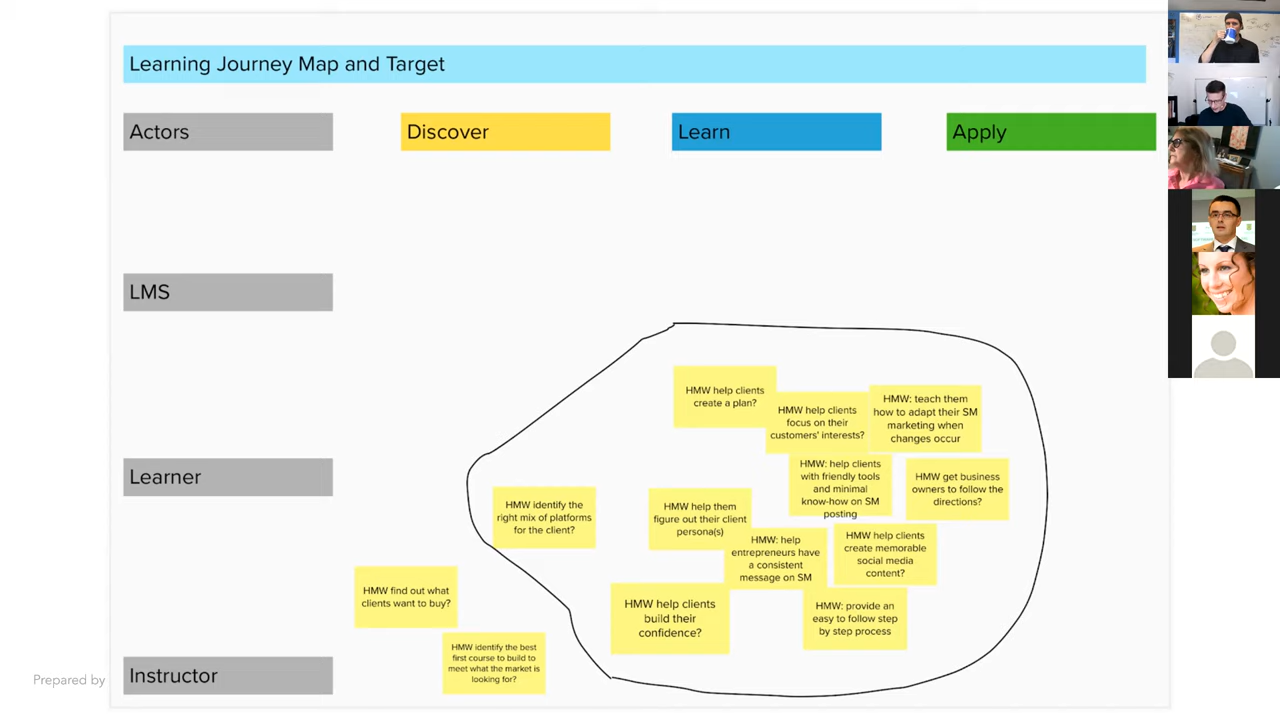 Learning Journey Map and Target
Actors
Discover
Learn
Apply
LMS
HMW help clients
create a plan?
HMW help clients
focus on their
customers' interests?
HMW: teach them
how to adapt their SM
marketing when
changes occur
Learner
HMW: help clients
with friendly tools
and minimal
know-how on SM
posting
HMW get business
owners to follow the
directions?
HMW identify the
right mix of platforms
for the client?
HMW help them
figure out their client
persona(s)
HMW: help
entrepreneurs have
a consistent
message on SM
HMW help clients
create memorable
social media
content?
HMW find out what
clients want to buy?
HMW help clients
build their
confidence?
HMW: provide an
easy to follow step
by step process
HMW identify the best
first course to build to
meet what the market is
looking for?
Instructor
Prepared by